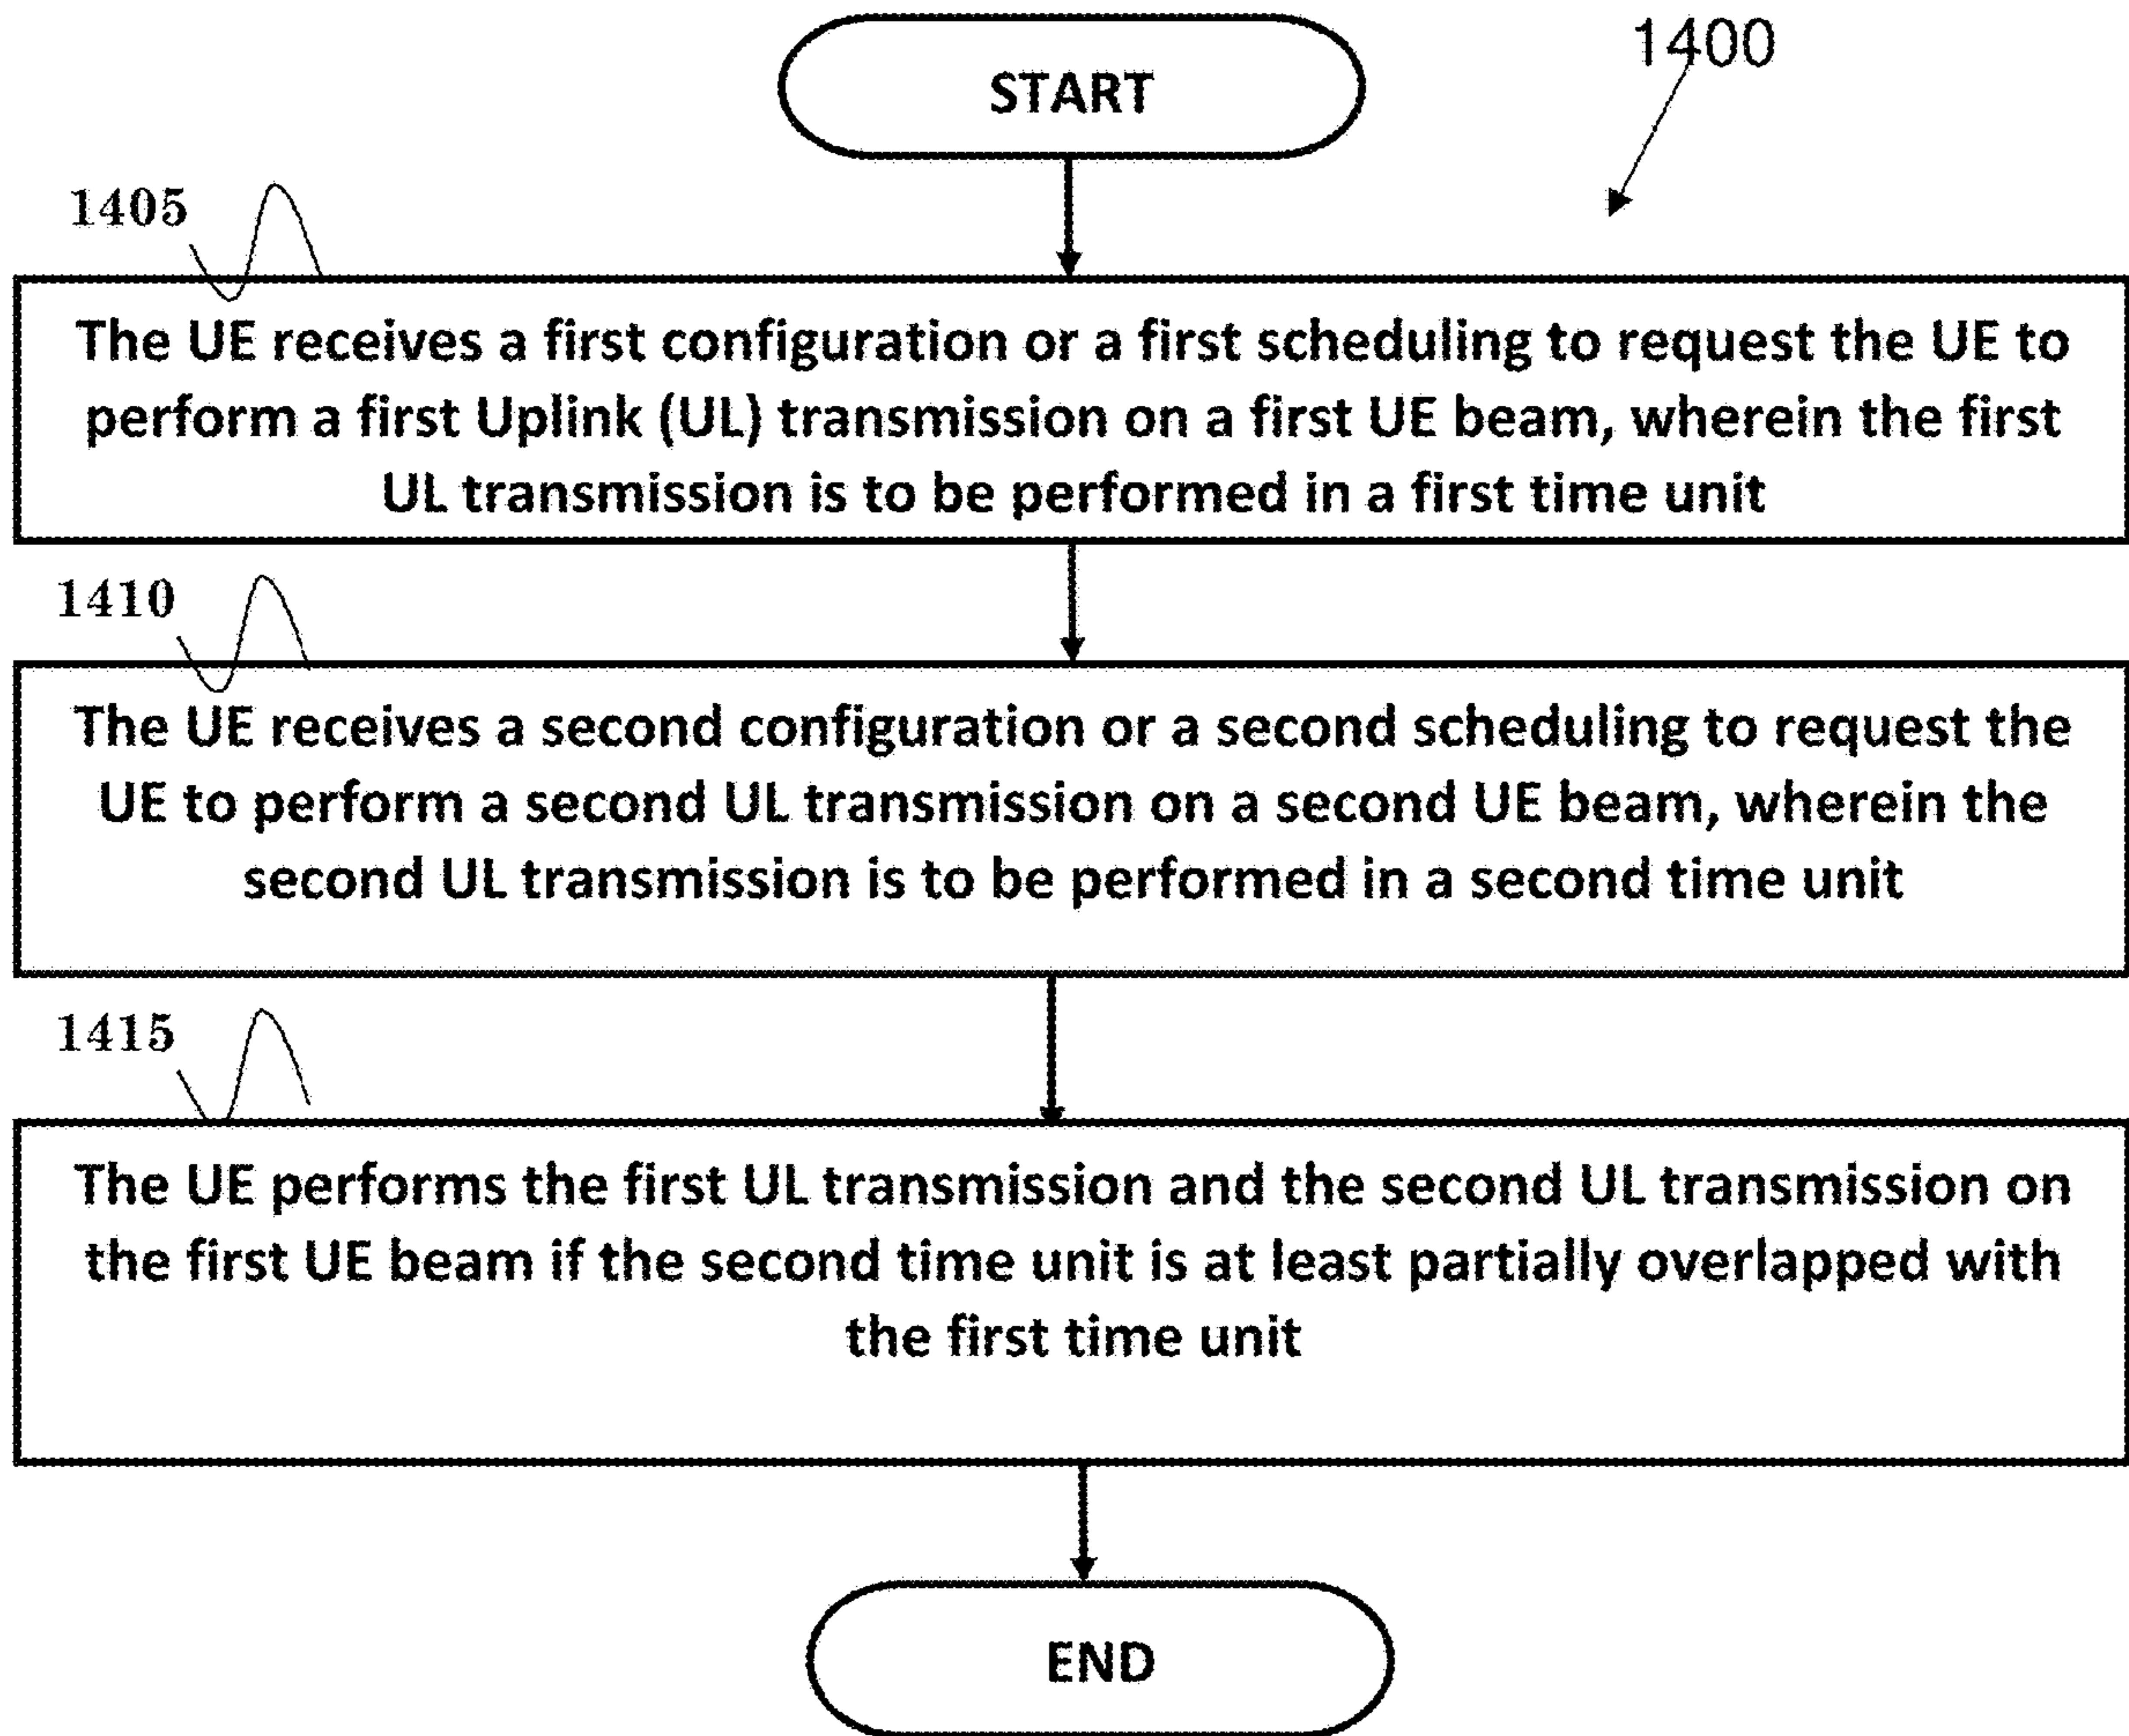 START
1400
1405
The UE receives a first configuration or a first scheduling to request the UE to
perform a first Uplink (UL) transmission on a first UE beam, wherein the first
UL transmission is to be performed in a first time unit
1410
The UE receives a second configuration or a second scheduling to request the
UE to perform a second UL transmission on a second UE beam, wherein the
second UL transmission is to be performed in a second time unit
1415
The UE performs the first UL transmission and the second UL transmission on
the first UE beam if the second time unit is at least partially overlapped with
the first time unit
END